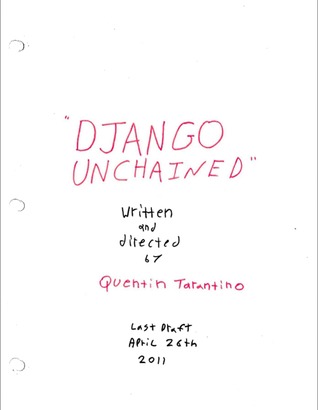 "DJANGO
UNCHAINED"
written
and
directed
by
Quentin Tarantino
Last Draft
April 26th
2011